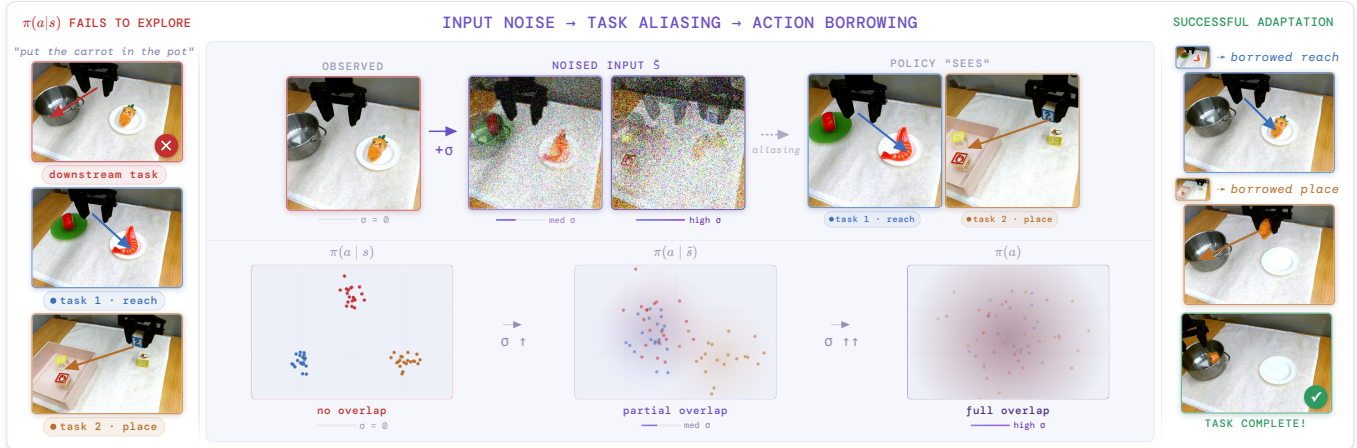 π(a|s) FAILS TO EXPLORE
"put the carrot in the pot"
downstream task
task 1 · reach
task 2 · place
INPUT NOISE → TASK ALIASING → ACTION BORROWING
OBSERVED
σ = 0
+σ
NOISED INPUT S̃
med σ
high σ
aliasing
POLICY "SEES"
task 1 · reach
task 2 · place
π(a | s)
no overlap
σ = 0
σ ↑
π(a | s̃)
partial overlap
med σ
σ ↑↑
π(a)
full overlap
high σ
SUCCESSFUL ADAPTATION
→ borrowed reach
→ borrowed place
TASK COMPLETE!